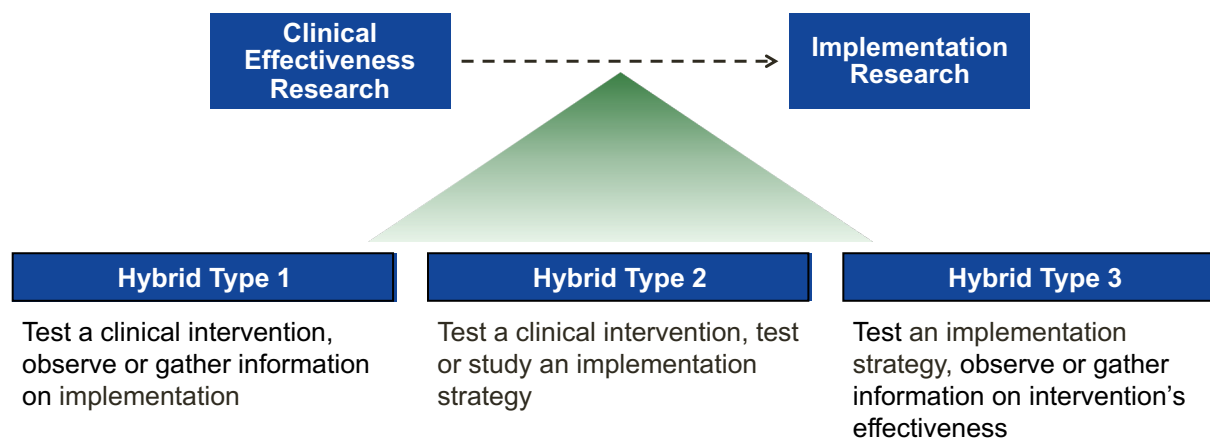 Clinical
Effectiveness
Research
Implementation
Research
Hybrid Type 1
Test a clinical intervention,
observe or gather information
on implementation
Hybrid Type 2
Test a clinical intervention, test
or study an implementation
strategy
Hybrid Type 3
Test an implementation
strategy, observe or gather
information on intervention’s
effectiveness